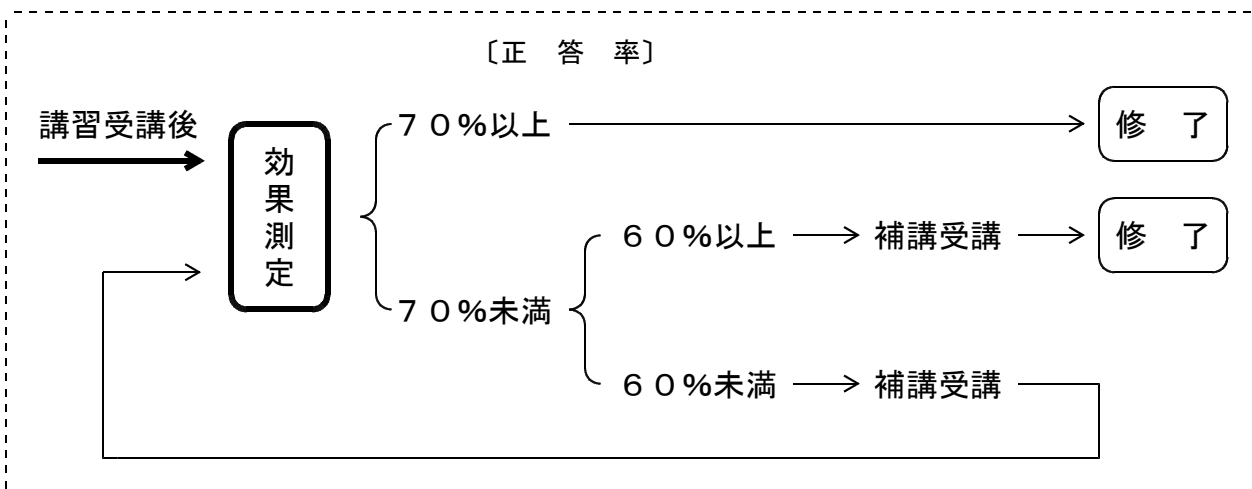 〔正　答　率〕
講習受講後
効果測定
７０％以上
修　了
６０％以上
補講受講
修　了
７０％未満
６０％未満
補講受講